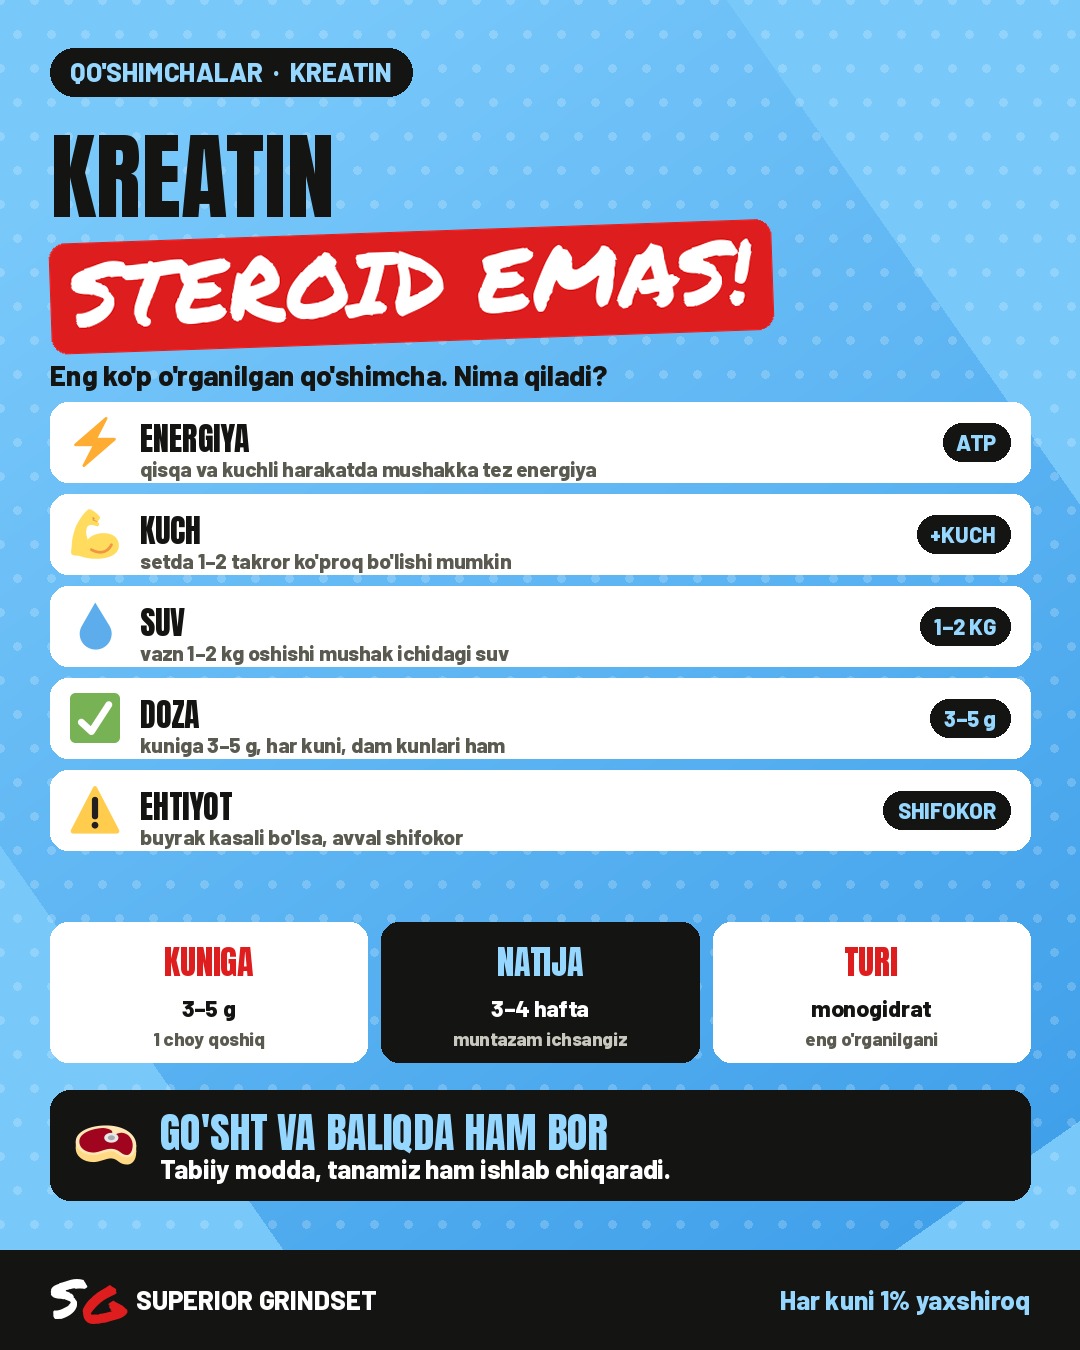 QO'SHIMCHALAR · KREATIN
KREATIN
STEROID EMAS!
Eng ko'p o'rganilgan qo'shimcha. Nima qiladi?
ENERGIYA
qisqa va kuchli harakatda mushakka tez energiya
ATP
KUCH
setda 1–2 takror ko'proq bo'lishi mumkin
+KUCH
SUV
vazn 1–2 kg oshishi mushak ichidagi suv
1–2 KG
DOZA
kuniga 3–5 g, har kuni, dam kunlari ham
3–5 g
EHTIYOT
buyrak kasali bo'lsa, avval shifokor
SHIFOKOR
KUNIGA
3–5 g
1 choy qoshiq
NATIJA
3–4 hafta
muntazam ichsangiz
TURI
monogidrat
eng o'rganilgani
GO'SHT VA BALIQDA HAM BOR
Tabiiy modda, tanamiz ham ishlab chiqaradi.
SG SUPERIOR GRINDSET
Har kuni 1% yaxshiroq